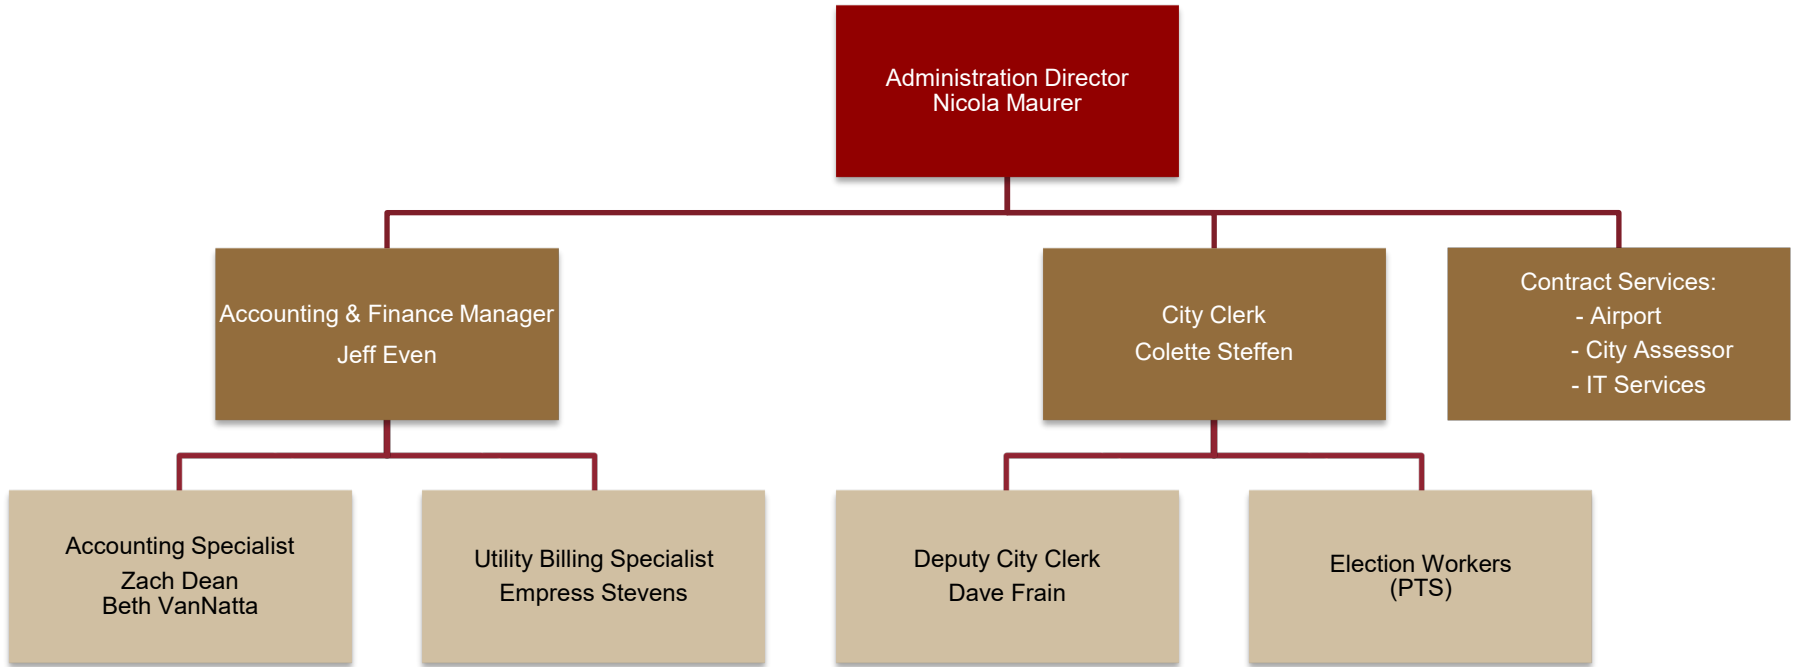 Administration Director
Nicola Maurer
Accounting & Finance Manager
Jeff Even
City Clerk
Colette Steffen
Contract Services:
- Airport
- City Assessor
- IT Services
Accounting Specialist
Zach Dean
Beth VanNatta
Utility Billing Specialist
Empress Stevens
Deputy City Clerk
Dave Frain
Election Workers
(PTS)